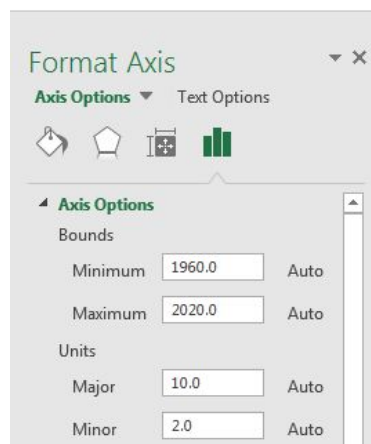 Format Axis
Axis Options Text Options
Axis Options
Bounds
Minimum 1960.0 Auto
Maximum 2020.0 Auto
Units
Major 10.0 Auto
Minor 2.0 Auto